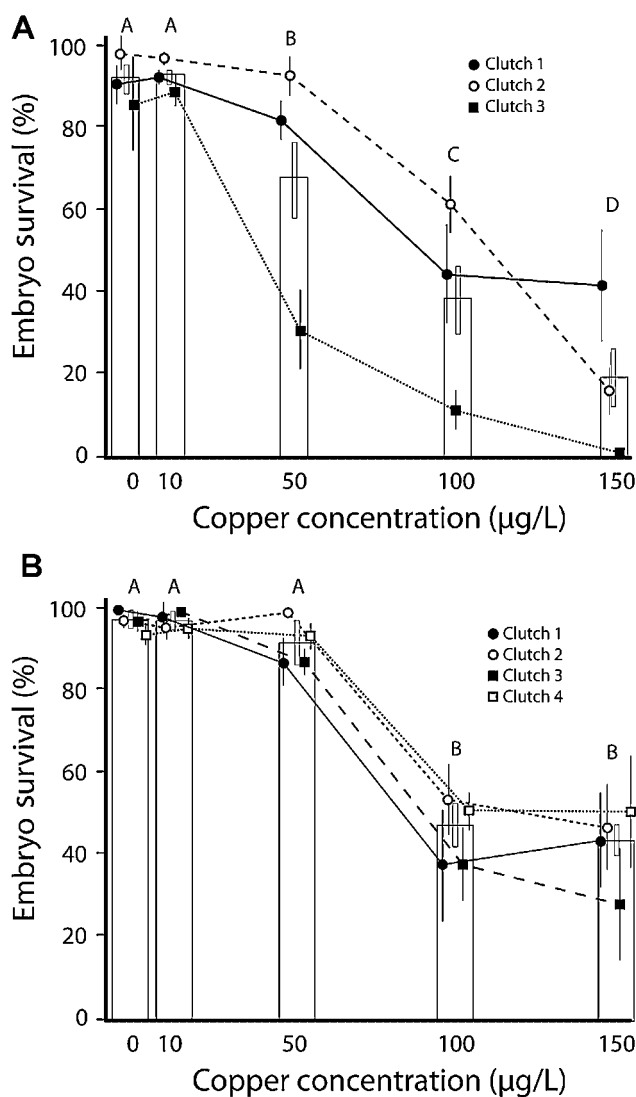 A
A A
B
C
D
Clutch 1
Clutch 2
Clutch 3
Embryo survival (%)
100
80
60
40
20
0
0 10 50 100 150
Copper concentration (µg/L)
B
A A A
B B
Clutch 1
Clutch 2
Clutch 3
Clutch 4
Embryo survival (%)
100
80
60
40
20
0
0 10 50 100 150
Copper concentration (µg/L)